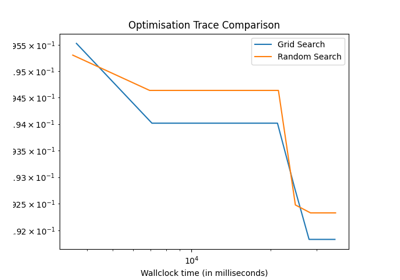 Optimisation Trace Comparison
Grid Search
Random Search
955 × 10⁻¹
.95 × 10⁻¹
945 × 10⁻¹
.94 × 10⁻¹
935 × 10⁻¹
.93 × 10⁻¹
925 × 10⁻¹
.92 × 10⁻¹
10⁴
Wallclock time (in milliseconds)